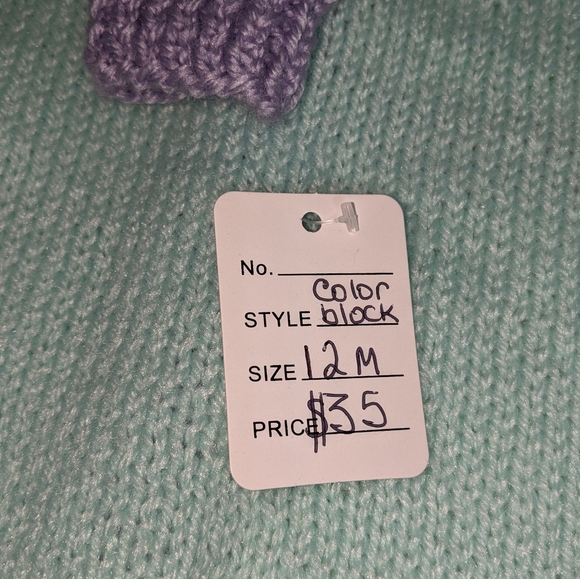 No.
Color
STYLE block
SIZE 12M
PRICE $35